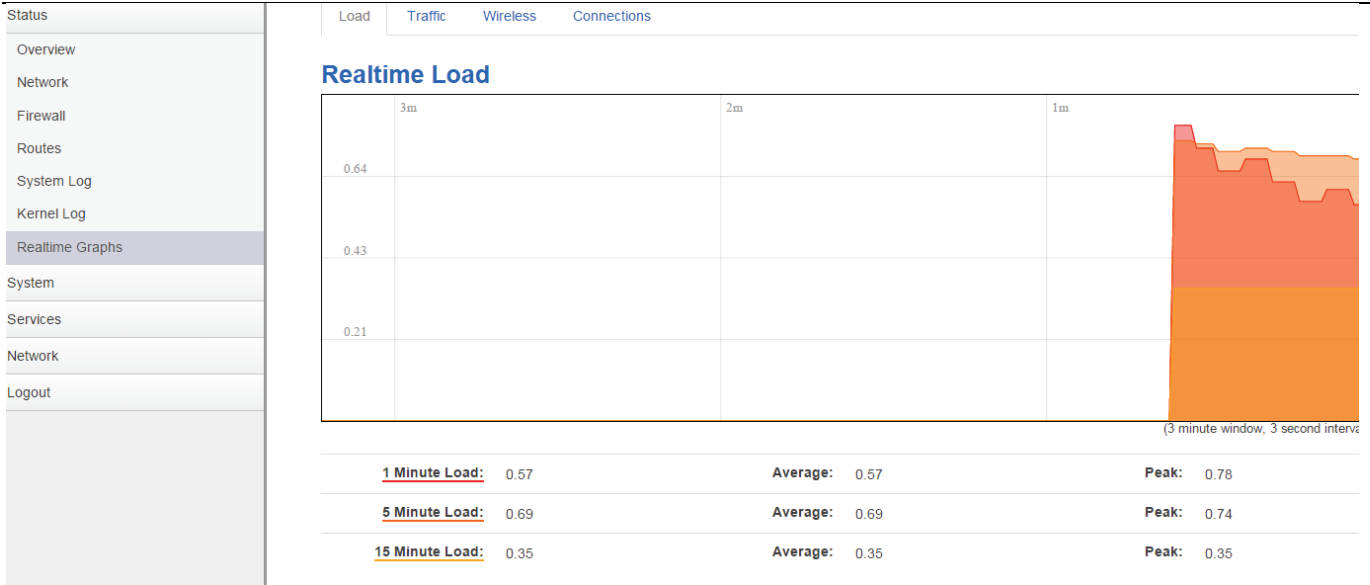 Status
Overview
Network
Firewall
Routes
System Log
Kernel Log
Realtime Graphs
System
Services
Network
Logout
Load Traffic Wireless Connections
Realtime Load
3m 2m 1m
0.64
0.43
0.21
(3 minute window, 3 second interva
1 Minute Load: 0.57 Average: 0.57 Peak: 0.78
5 Minute Load: 0.69 Average: 0.69 Peak: 0.74
15 Minute Load: 0.35 Average: 0.35 Peak: 0.35